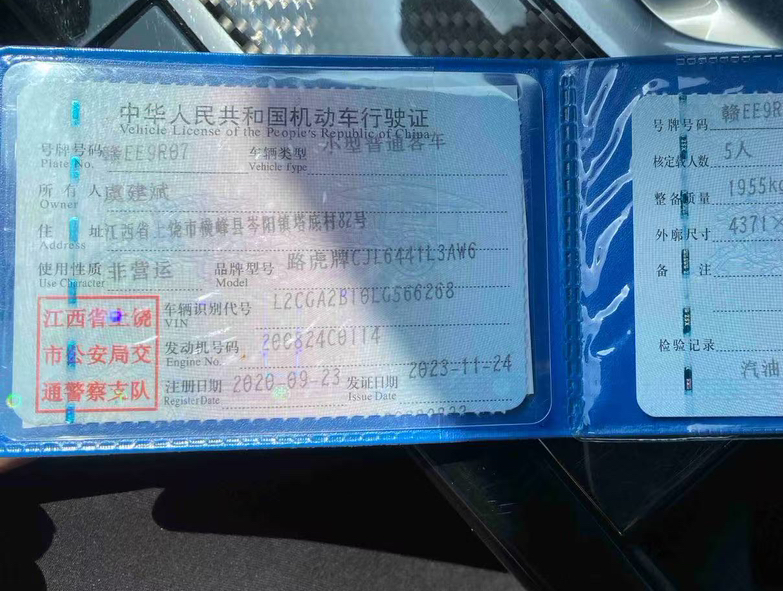 中华人民共和国机动车行驶证
Vehicle License of the People's Republic of China
号牌号码 赣EE9R07 车辆类型 小型普通客车
Plate No. Vehicle Type
所有人 虞建斌
Owner
住址 江西省上饶市横峰县岑阳镇塔底村82号
Address
使用性质 非营运 品牌型号 路虎牌CJL6441L3AW6
Use Character Model
江西省上饶
市公安局交
通警察支队
车辆识别代号
VIN
发动机号码 200824C0114
Engine No.
注册日期 2020-09-23 发证日期 2023-11-24
Register Date Issue Date
号牌号码 赣EE9R
核定载人数 5人
整备质量 1955kg
外廓尺寸 4371×
备注
检验记录
汽油